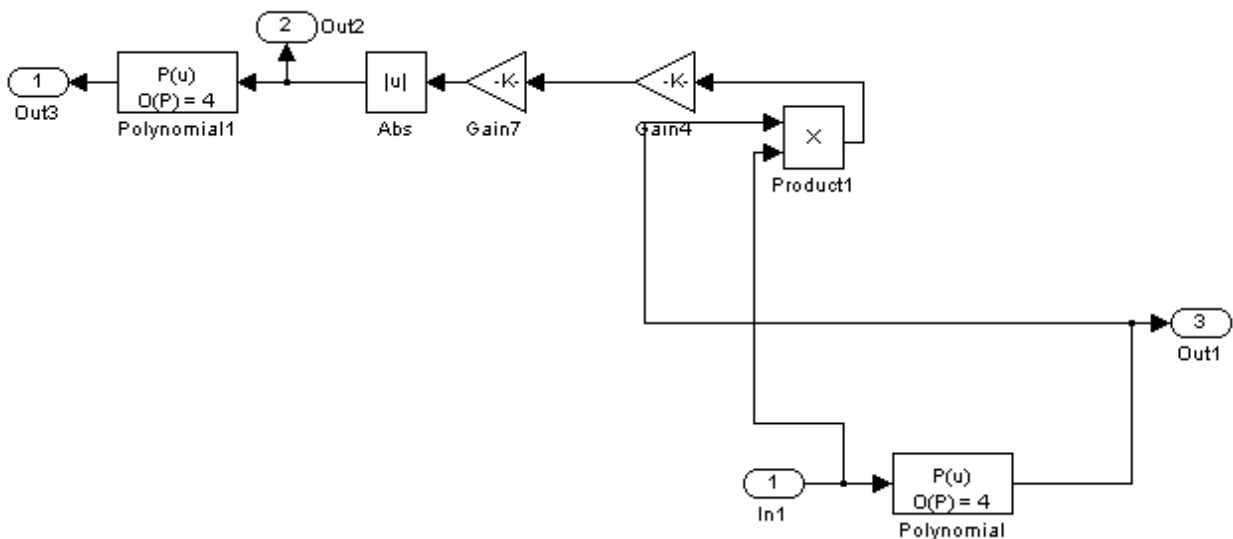 2
Out2
1
Out3
P(u)
O(P) = 4
Polynomial1
|u|
Abs
-K-
Gain7
-K-
Gain4
×
Product1
3
Out1
1
In1
P(u)
O(P) = 4
Polynomial